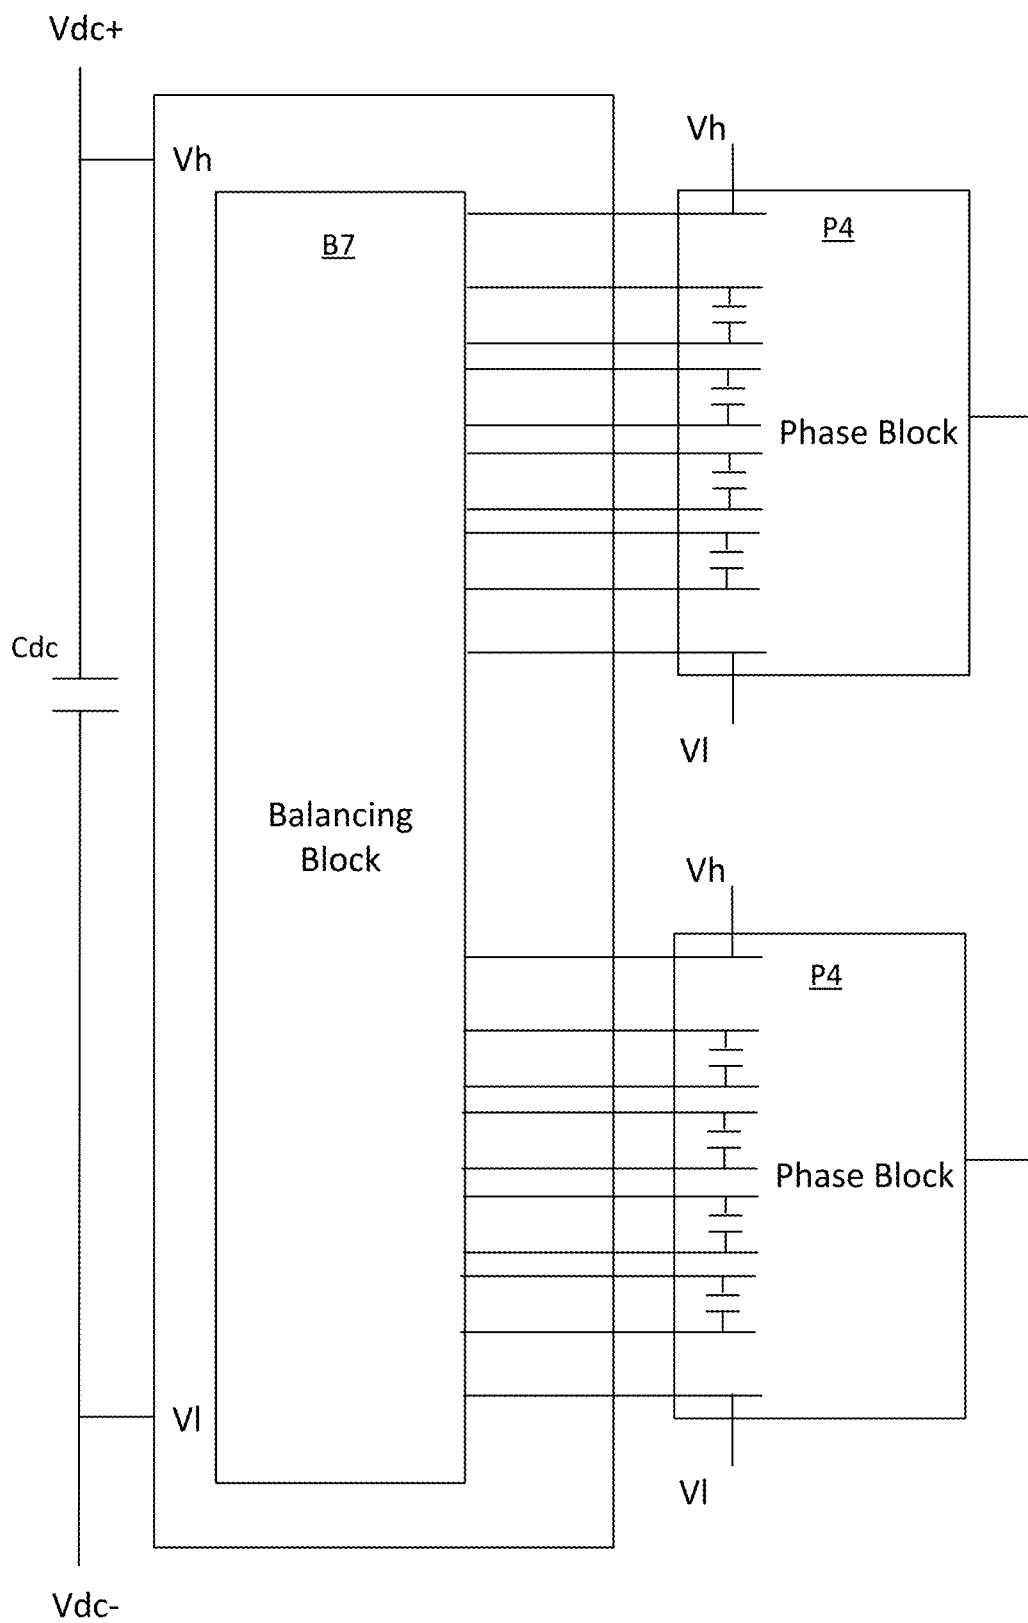 Vdc+
Vh
Vh
B7
P4
Phase Block
Cdc
Vl
Balancing
Block
Vh
P4
Phase Block
Vl
Vl
Vdc-